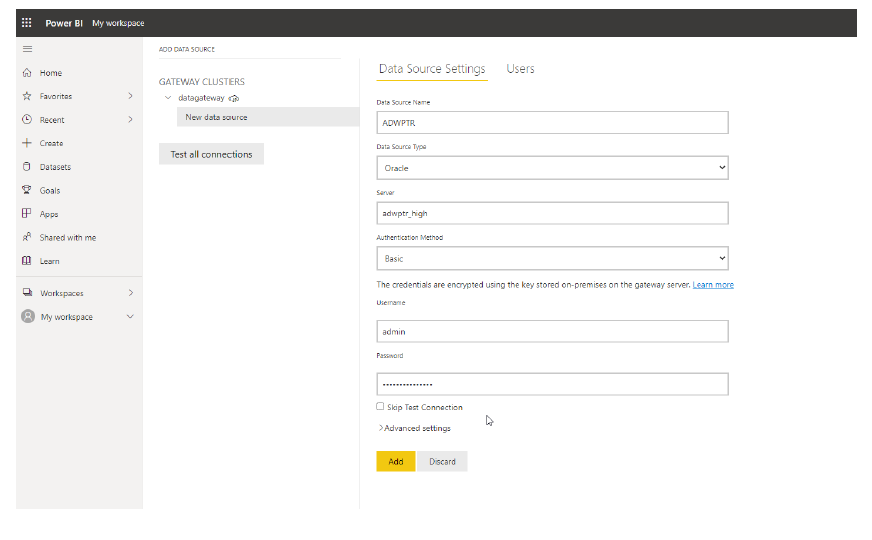 Power BI My workspace
Home
Favorites
Recent
Create
Datasets
Goals
Apps
Shared with me
Learn
Workspaces
My workspace
ADD DATA SOURCE
GATEWAY CLUSTERS
datagateway
New data source
Test all connections
Data Source Settings Users
Data Source Name
ADWPTR
Data Source Type
Oracle
Server
adwptr_high
Authentication Method
Basic
The credentials are encrypted using the key stored on-premises on the gateway server. Learn more
Username
admin
Password
•••••••••••••••
Skip Test Connection
>Advanced settings
Add Discard